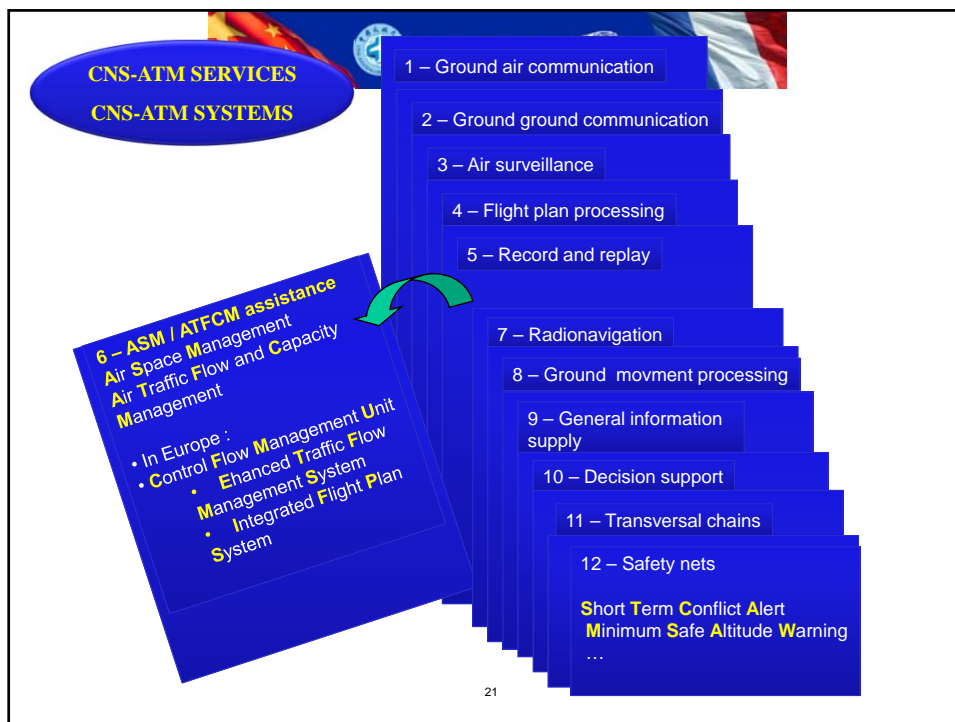 CNS-ATM SERVICES
CNS-ATM SYSTEMS
1 – Ground air communication
2 – Ground ground communication
3 – Air surveillance
4 – Flight plan processing
5 – Record and replay
6 – ASM / ATFCM assistance
Air Space Management
Air Traffic Flow and Capacity
Management
• In Europe :
• Control Flow Management Unit
• Ehanced Traffic Flow
Management System
• Integrated Flight Plan
System
7 – Radionavigation
8 – Ground movment processing
9 – General information
supply
10 – Decision support
11 – Transversal chains
12 – Safety nets
Short Term Conflict Alert
Minimum Safe Altitude Warning
…
21